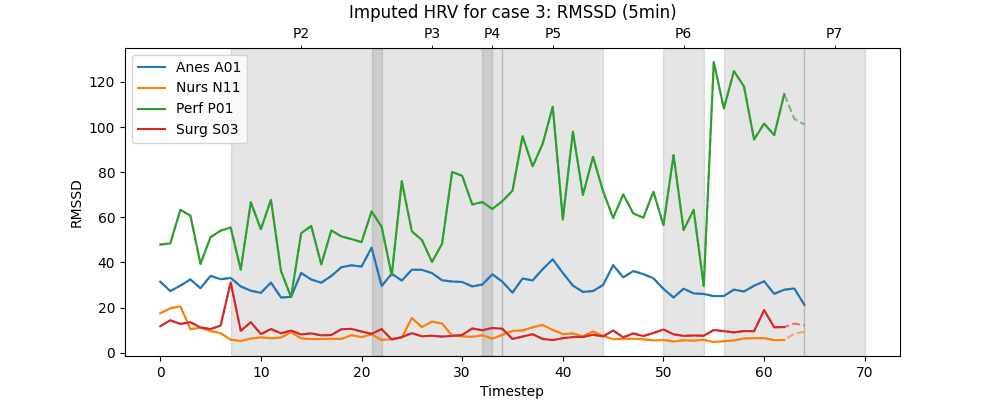 Imputed HRV for case 3: RMSSD (5min)
P2 P3 P4 P5 P6 P7
Anes A01
Nurs N11
Perf P01
Surg S03
120
100
80
60
40
20
0
RMSSD
0 10 20 30 40 50 60 70
Timestep